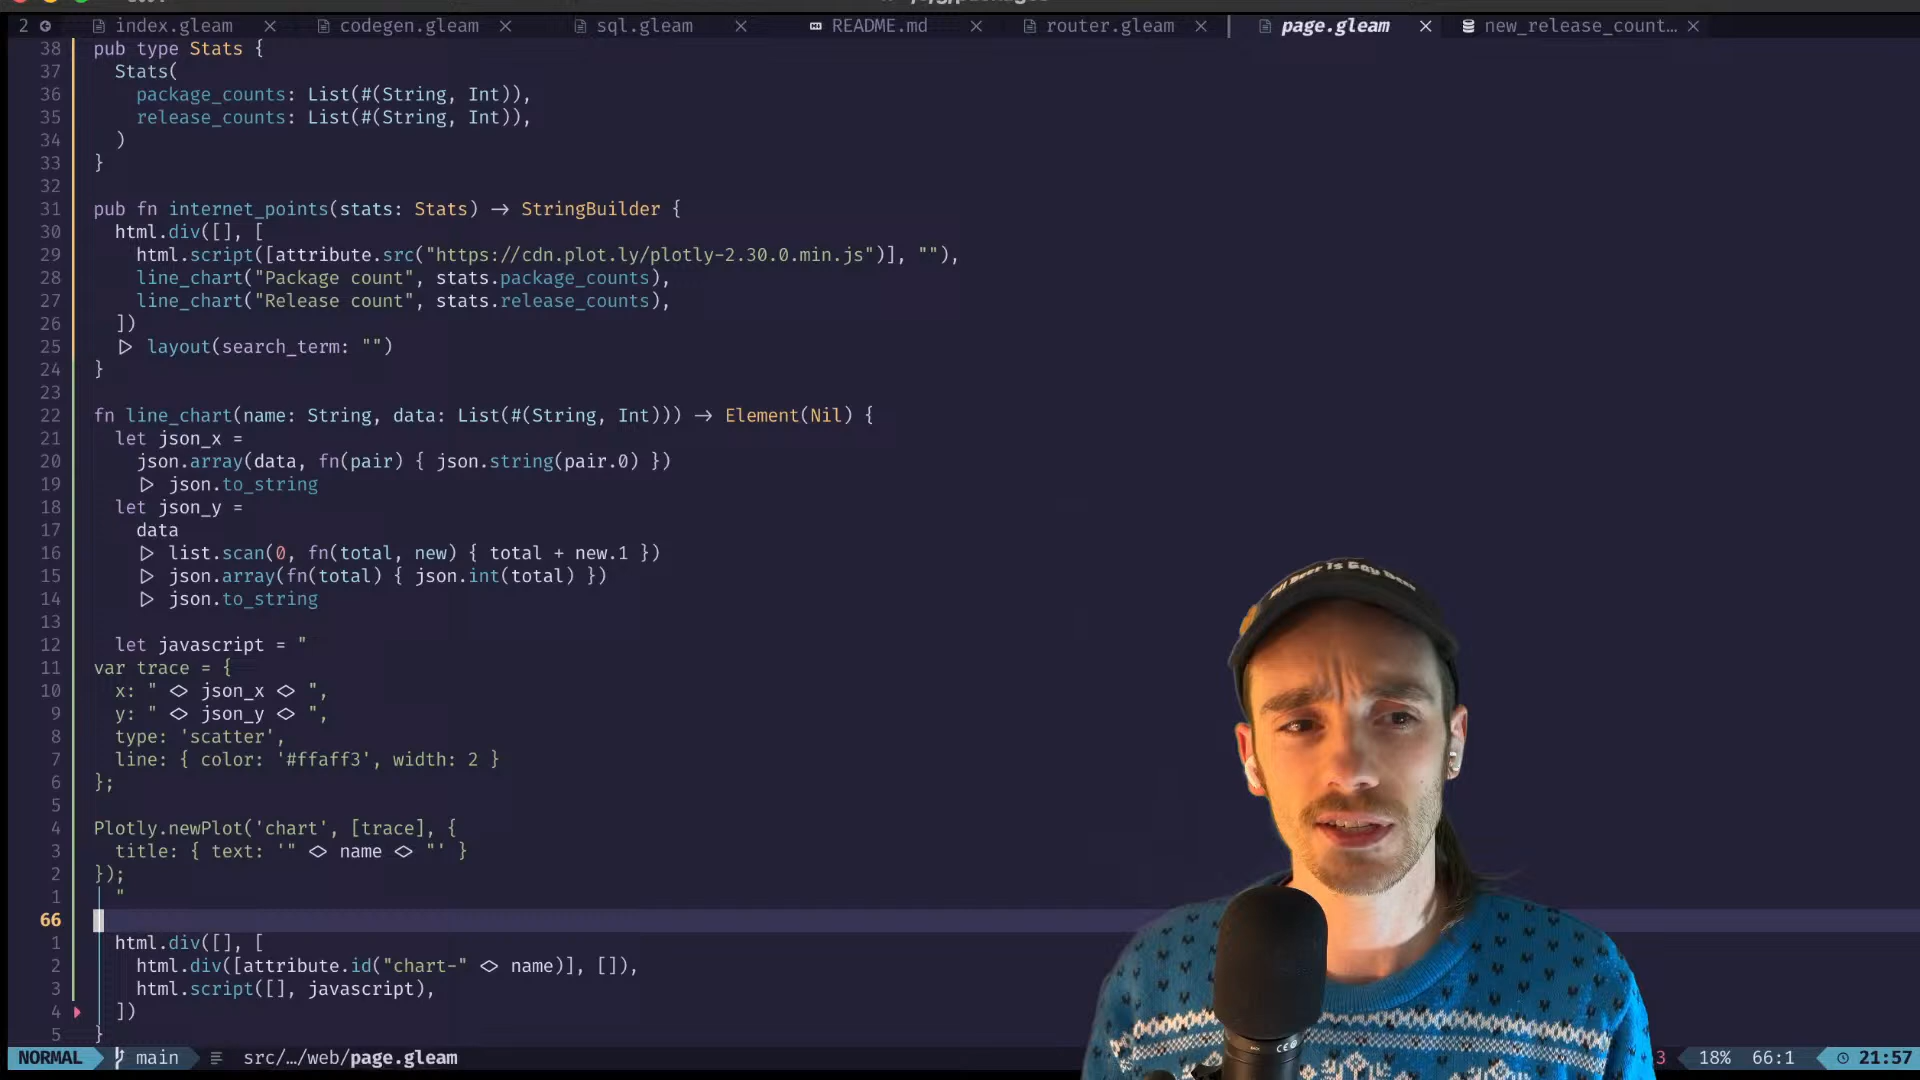 2 index.gleam codegen.gleam sql.gleam README.md router.gleam page.gleam new_release_count…
38 pub type Stats {
37 Stats(
36 package_counts: List(#(String, Int)),
35 release_counts: List(#(String, Int)),
34 )
33 }
32
31 pub fn internet_points(stats: Stats) -> StringBuilder {
30 html.div([], [
29 html.script([attribute.src("https://cdn.plot.ly/plotly-2.30.0.min.js")], ""),
28 line_chart("Package count", stats.package_counts),
27 line_chart("Release count", stats.release_counts),
26 ])
25 |> layout(search_term: "")
24 }
23
22 fn line_chart(name: String, data: List(#(String, Int))) -> Element(Nil) {
21 let json_x =
20 json.array(data, fn(pair) { json.string(pair.0) })
19 |> json.to_string
18 let json_y =
17 data
16 |> list.scan(0, fn(total, new) { total + new.1 })
15 |> json.array(fn(total) { json.int(total) })
14 |> json.to_string
13
12 let javascript = "
11 var trace = {
10 x: " <> json_x <> ",
9 y: " <> json_y <> ",
8 type: 'scatter',
7 line: { color: '#ffaff3', width: 2 }
6 };
5
4 Plotly.newPlot('chart', [trace], {
3 title: { text: '" <> name <> "' }
2 });
1 "
66
1 html.div([], [
2 html.div([attribute.id("chart-" <> name)], []),
3 html.script([], javascript),
4 ])
5 }
NORMAL main src/…/web/page.gleam 3 18% 66:1 21:57